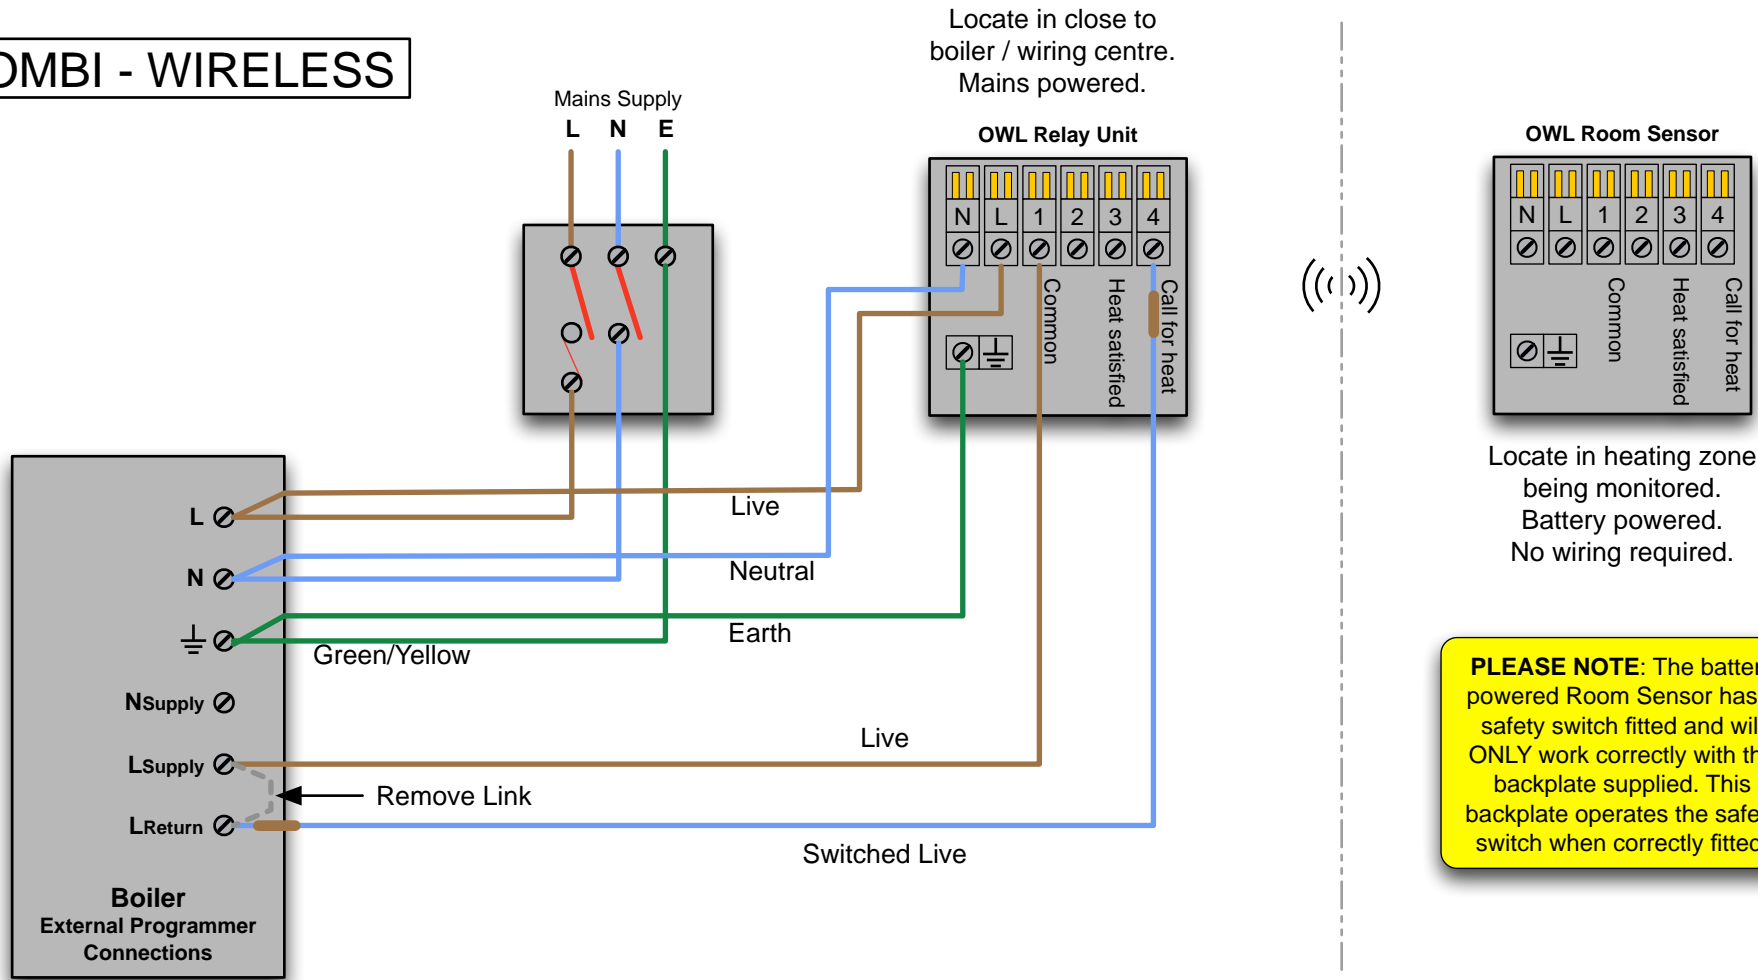 OMBI - WIRELESS
Mains Supply
L N E
Locate in close to
boiler / wiring centre.
Mains powered.
OWL Relay Unit
N L 1 2 3 4
Common
Heat satisfied
Call for heat
OWL Room Sensor
N L 1 2 3 4
Common
Heat satisfied
Call for heat
Locate in heating zone
being monitored.
Battery powered.
No wiring required.
L
N
NSupply
LSupply
LReturn
Boiler
External Programmer
Connections
Live
Neutral
Earth
Green/Yellow
Live
Remove Link
Switched Live
PLEASE NOTE: The batter
powered Room Sensor has
safety switch fitted and wil
ONLY work correctly with th
backplate supplied. This
backplate operates the safe
switch when correctly fitted